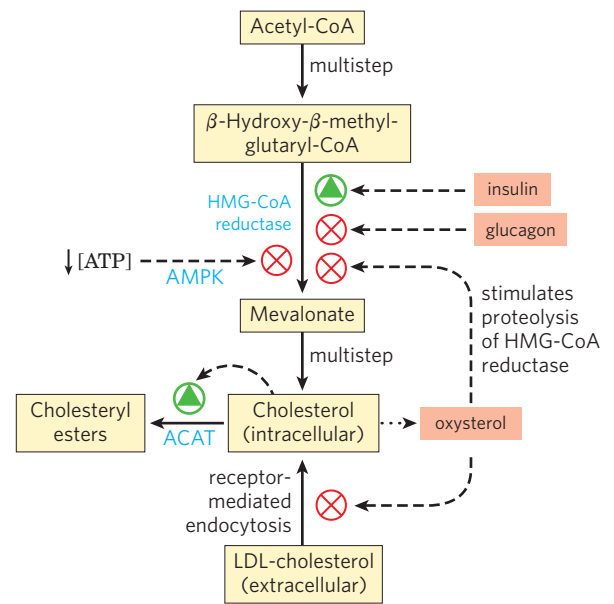 Acetyl-CoA
multistep
β-Hydroxy-β-methyl-
glutaryl-CoA
HMG-CoA
reductase
insulin
glucagon
↓[ATP]
AMPK
stimulates
proteolysis
of HMG-CoA
reductase
Mevalonate
multistep
Cholesteryl
esters
ACAT
Cholesterol
(intracellular)
oxysterol
receptor-
mediated
endocytosis
LDL-cholesterol
(extracellular)